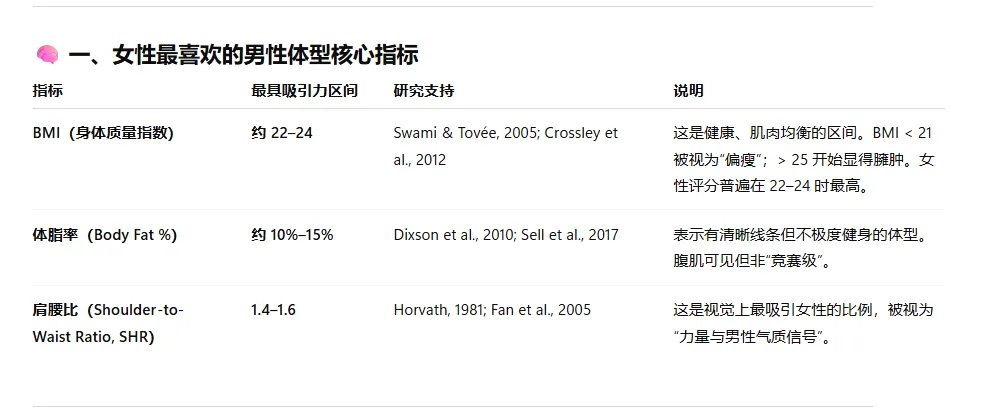 一、女性最喜欢的男性体型核心指标
指标 最具吸引力区间 研究支持 说明
BMI（身体质量指数） 约 22–24 Swami & Tovée, 2005; Crossley et 这是健康、肌肉均衡的区间。BMI < 21
al., 2012 被视为“偏瘦”；> 25 开始显得臃肿。女
性评分普遍在 22–24 时最高。
体脂率（Body Fat %） 约 10%–15% Dixson et al., 2010; Sell et al., 2017 表示有清晰线条但不极度健身的体型。
腹肌可见但非“竞赛级”。
肩腰比（Shoulder-to- 1.4–1.6 Horvath, 1981; Fan et al., 2005 这是视觉上最吸引女性的比例，被视为
Waist Ratio, SHR） “力量与男性气质信号”。